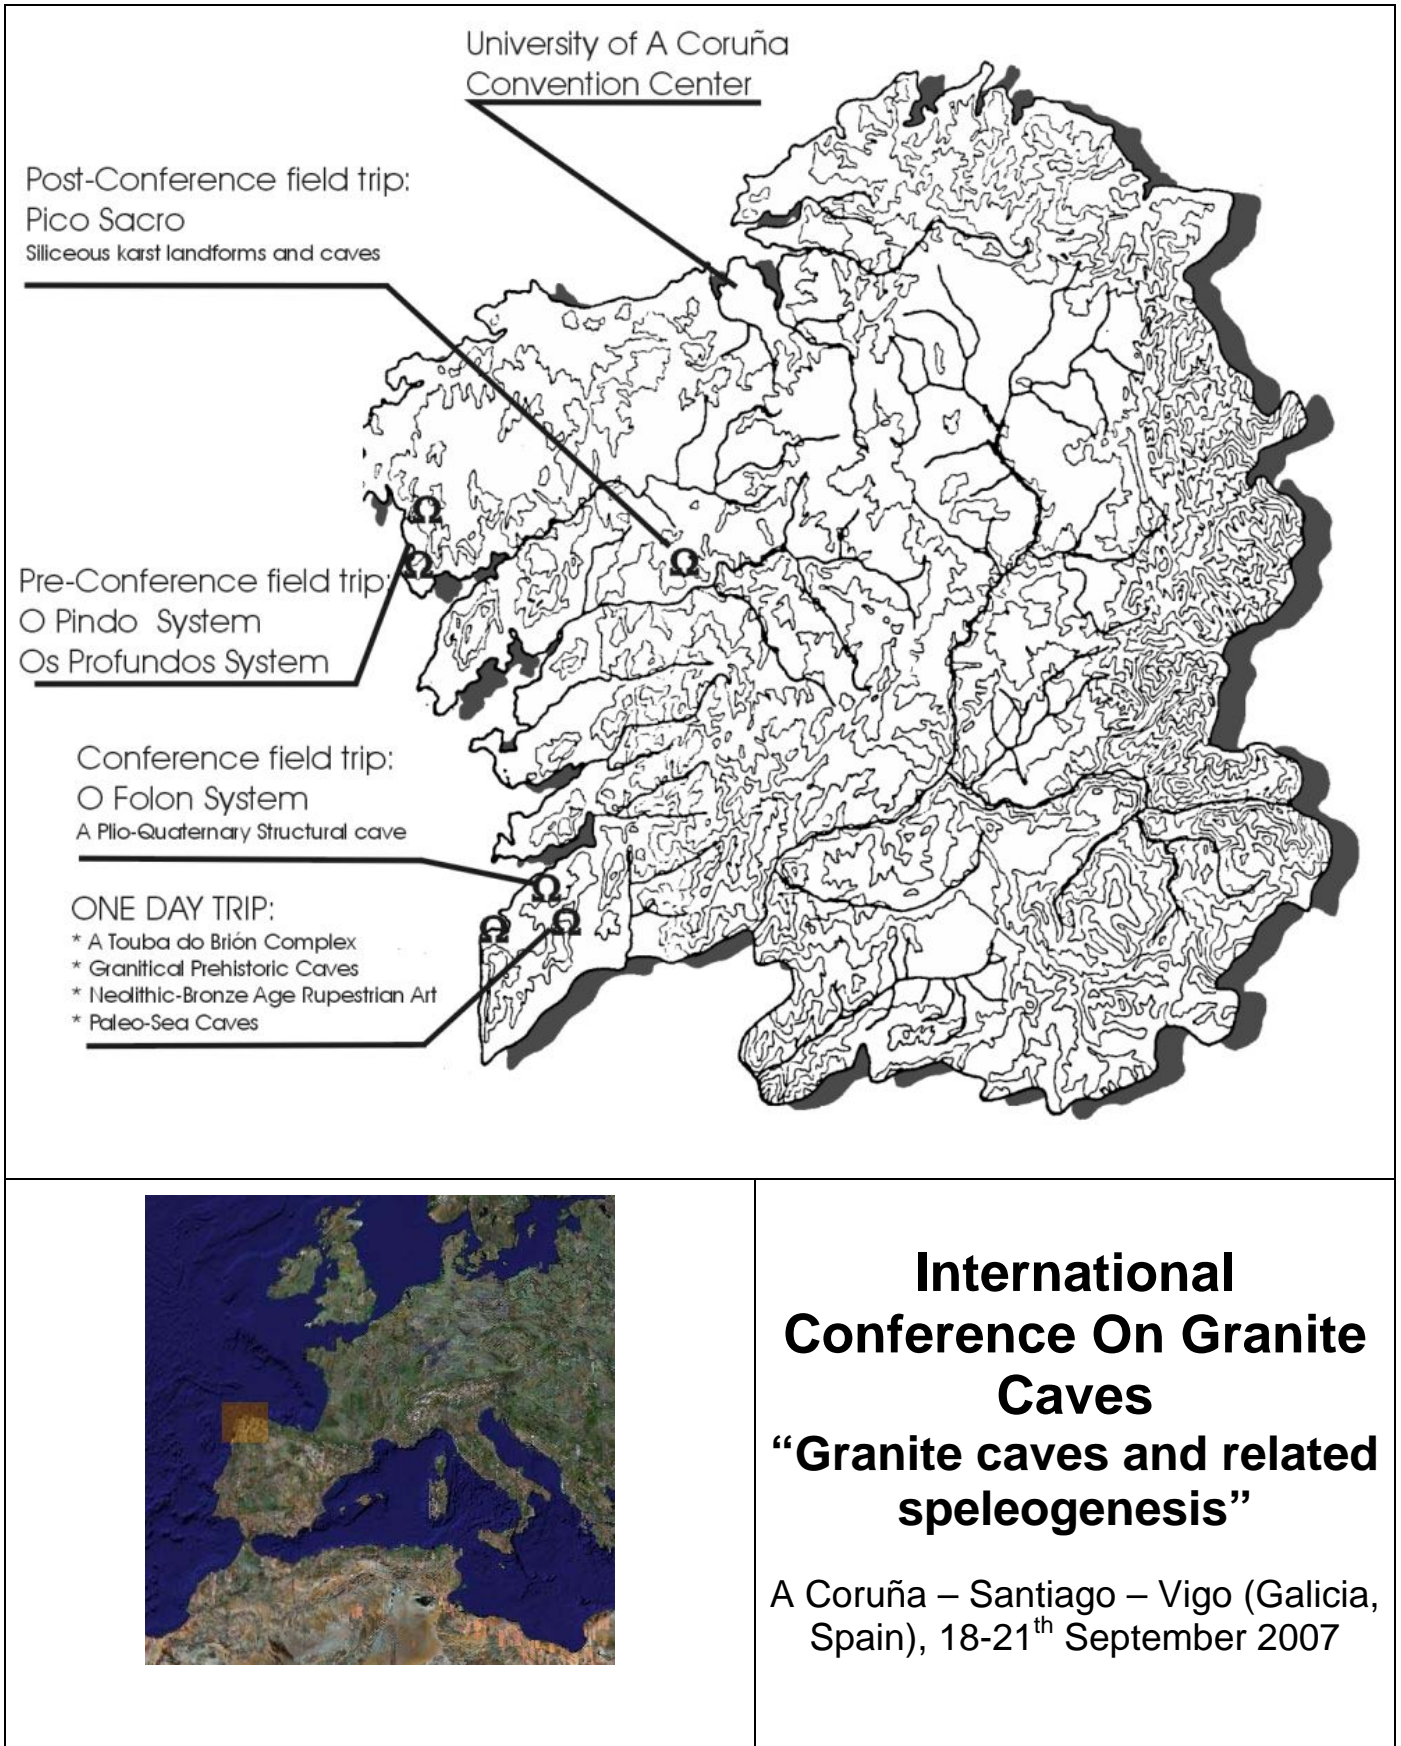 University of A Coruña
Convention Center
Post-Conference field trip:
Pico Sacro
Siliceous karst landforms and caves
Ω
Ω
Ω
Pre-Conference field trip:
O Pindo System
Os Profundos System
Conference field trip:
O Folon System
A Plio-Quaternary Structural cave
Ω
Ω
Ω
ONE DAY TRIP:
* A Touba do Brión Complex
* Granitical Prehistoric Caves
* Neolithic-Bronze Age Rupestrian Art
* Paleo-Sea Caves
International
Conference On Granite
Caves
“Granite caves and related
speleogenesis”
A Coruña – Santiago – Vigo (Galicia,
Spain), 18-21th September 2007